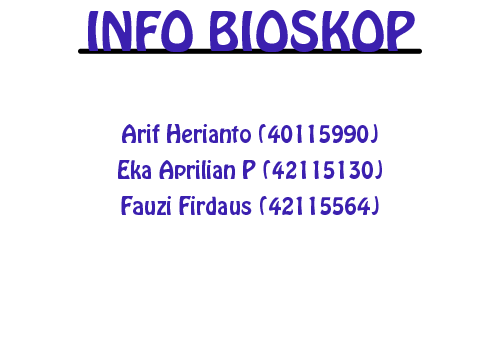 INFO BIOSKOP
Arif Herianto (40115990)
Eka Aprilian P (42115130)
Fauzi Firdaus (42115564)